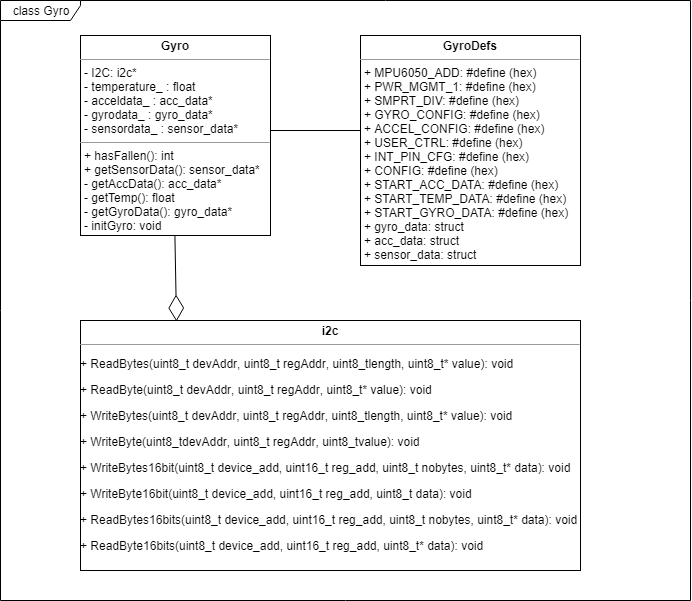 class Gyro
Gyro
- I2C: i2c*
- temperature_ : float
- acceldata_ : acc_data*
- gyrodata_ : gyro_data*
- sensordata_ : sensor_data*
+ hasFallen(): int
+ getSensorData(): sensor_data*
- getAccData(): acc_data*
- getTemp(): float
- getGyroData(): gyro_data*
- initGyro: void
GyroDefs
+ MPU6050_ADD: #define (hex)
+ PWR_MGMT_1: #define (hex)
+ SMPRT_DIV: #define (hex)
+ GYRO_CONFIG: #define (hex)
+ ACCEL_CONFIG: #define (hex)
+ USER_CTRL: #define (hex)
+ INT_PIN_CFG: #define (hex)
+ CONFIG: #define (hex)
+ START_ACC_DATA: #define (hex)
+ START_TEMP_DATA: #define (hex)
+ START_GYRO_DATA: #define (hex)
+ gyro_data: struct
+ acc_data: struct
+ sensor_data: struct
i2c
+ ReadBytes(uint8_t devAddr, uint8_t regAddr, uint8_tlength, uint8_t* value): void
+ ReadByte(uint8_t devAddr, uint8_t regAddr, uint8_t* value): void
+ WriteBytes(uint8_t devAddr, uint8_t regAddr, uint8_tlength, uint8_t* value): void
+ WriteByte(uint8_tdevAddr, uint8_t regAddr, uint8_tvalue): void
+ WriteBytes16bit(uint8_t device_add, uint16_t reg_add, uint8_t nobytes, uint8_t* data): void
+ WriteByte16bit(uint8_t device_add, uint16_t reg_add, uint8_t data): void
+ ReadBytes16bits(uint8_t device_add, uint16_t reg_add, uint8_t nobytes, uint8_t* data): void
+ ReadByte16bits(uint8_t device_add, uint16_t reg_add, uint8_t* data): void